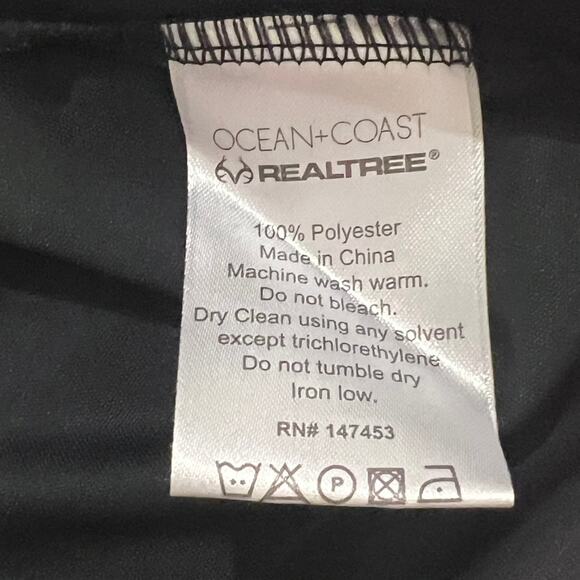 OCEAN+COAST
REALTREE®
100% Polyester
Made in China
Machine wash warm.
Do not bleach.
Dry Clean using any solvent
except trichlorethylene
Do not tumble dry
Iron low.
RN# 147453
P